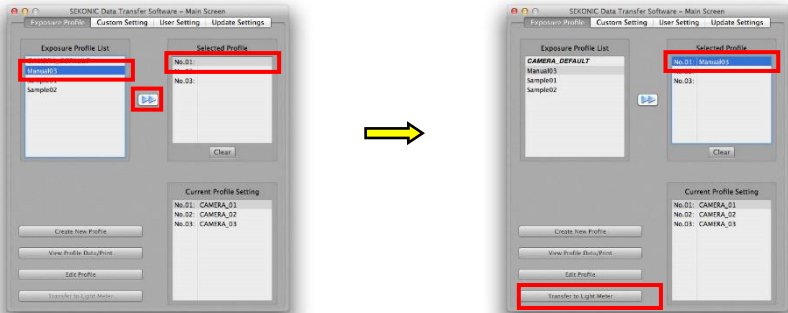 SEKONIC Data Transfer Software – Main Screen
Exposure Profile Custom Setting User Setting Update Settings
Exposure Profile List
CAMERA_DEFAULT
Manual03
Sample01
Sample02
Selected Profile
No.01:
No.03:
Clear
Current Profile Setting
No.01: CAMERA_01
No.02: CAMERA_02
No.03: CAMERA_03
Create New Profile
View Profile Data/Print
Edit Profile
Transfer to Light Meter
SEKONIC Data Transfer Software – Main Screen
Exposure Profile Custom Setting User Setting Update Settings
Exposure Profile List
CAMERA_DEFAULT
Manual03
Sample01
Sample02
Selected Profile
No.01: Manual03
No.03:
Clear
Current Profile Setting
No.01: CAMERA_01
No.02: CAMERA_02
No.03: CAMERA_03
Create New Profile
View Profile Data/Print
Edit Profile
Transfer to Light Meter